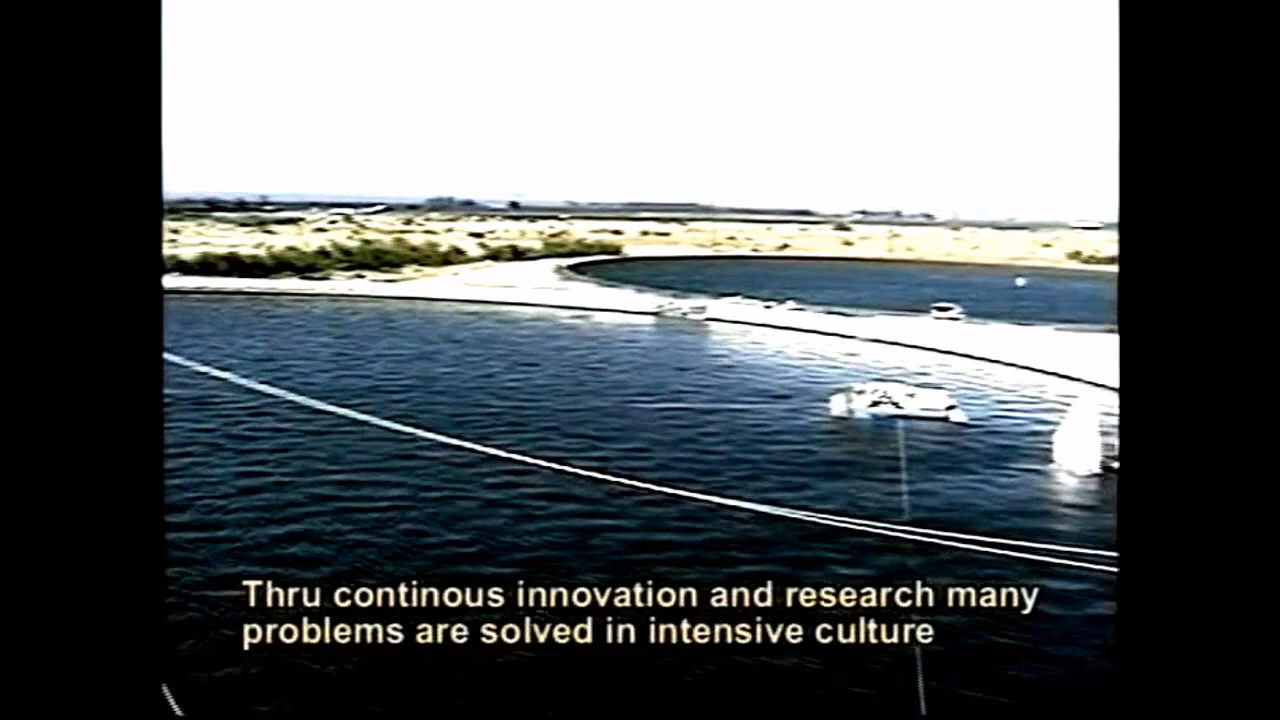 Thru continous innovation and research many
problems are solved in intensive culture